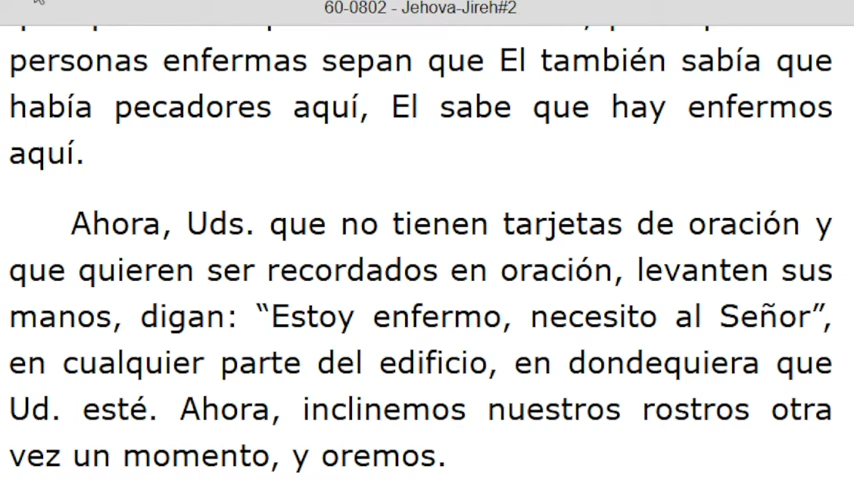 60-0802 - Jehova-Jireh#2
personas enfermas sepan que El también sabía que
había pecadores aquí, El sabe que hay enfermos
aquí.
Ahora, Uds. que no tienen tarjetas de oración y
que quieren ser recordados en oración, levanten sus
manos, digan: “Estoy enfermo, necesito al Señor”,
en cualquier parte del edificio, en dondequiera que
Ud. esté. Ahora, inclinemos nuestros rostros otra
vez un momento, y oremos.